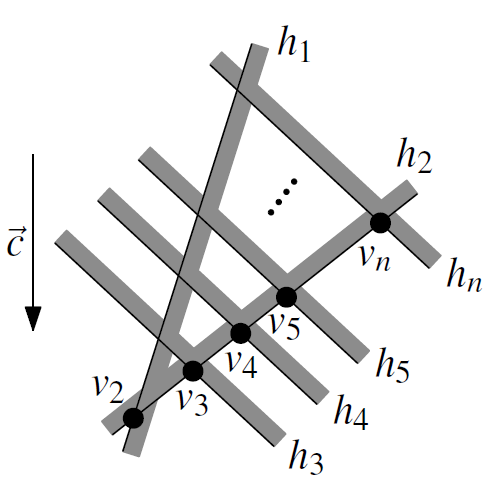 h₁
h₂
c⃗
vₙ
hₙ
v₅
v₄
h₅
v₂
v₃
h₄
h₃